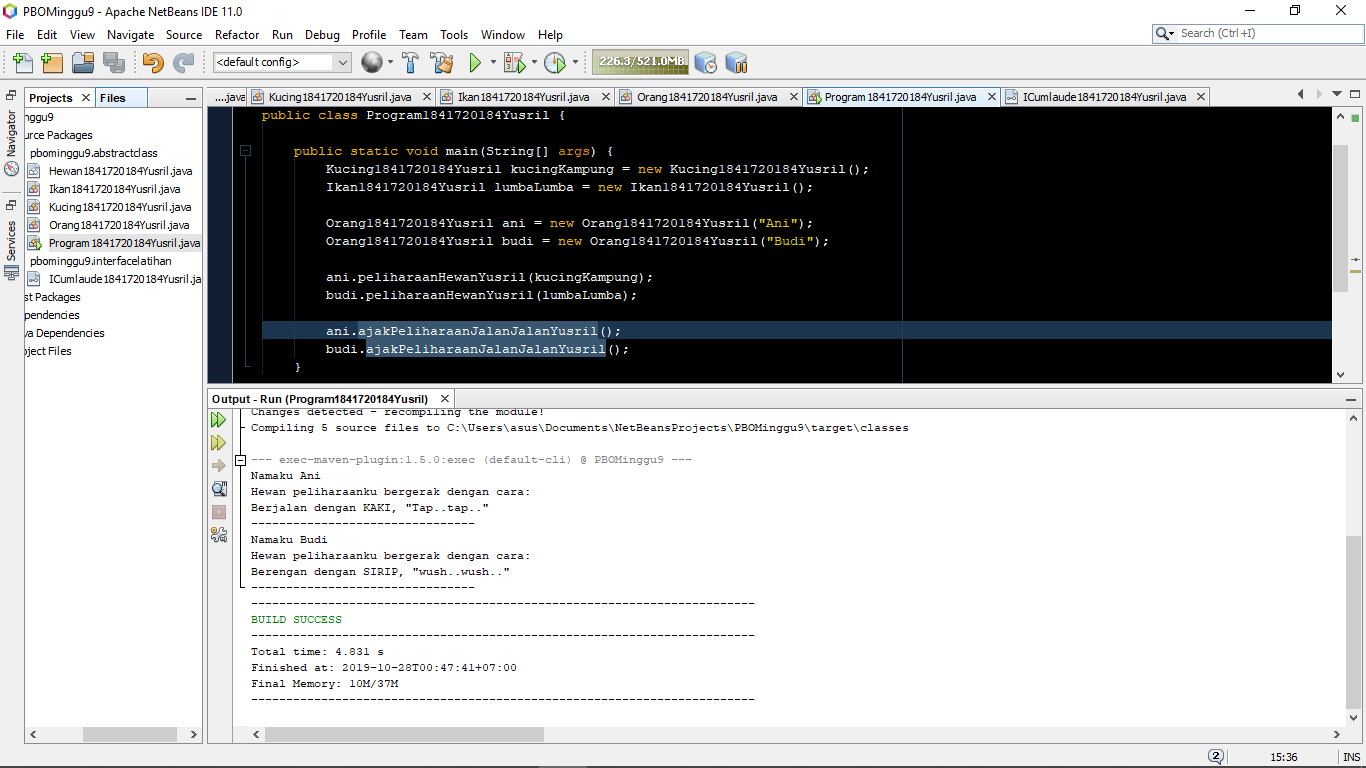 PBOMinggu9 - Apache NetBeans IDE 11.0
File Edit View Navigate Source Refactor Run Debug Profile Team Tools Window Help
Search (Ctrl+I)
<default config>
226.3/521.0MB
Navigator
Services
Projects
Files
nggu9
urce Packages
pbominggu9.abstractclass
Hewan1841720184Yusril.java
Ikan1841720184Yusril.java
Kucing1841720184Yusril.java
Orang1841720184Yusril.java
Program1841720184Yusril.java
pbominggu9.interfacelatihan
ICumlaude1841720184Yusril.ja
st Packages
pendencies
va Dependencies
ject Files
....java Kucing1841720184Yusril.java Ikan1841720184Yusril.java Orang1841720184Yusril.java Program1841720184Yusril.java ICumlaude1841720184Yusril.java
public class Program1841720184Yusril {
public static void main(String[] args) {
Kucing1841720184Yusril kucingKampung = new Kucing1841720184Yusril();
Ikan1841720184Yusril lumbaLumba = new Ikan1841720184Yusril();
Orang1841720184Yusril ani = new Orang1841720184Yusril("Ani");
Orang1841720184Yusril budi = new Orang1841720184Yusril("Budi");
ani.peliharaanHewanYusril(kucingKampung);
budi.peliharaanHewanYusril(lumbaLumba);
ani.ajakPeliharaanJalanJalanYusril();
budi.ajakPeliharaanJalanJalanYusril();
}
Output - Run (Program1841720184Yusril)
Changes detected - recompiling the module!
Compiling 5 source files to C:\Users\asus\Documents\NetBeansProjects\PBOMinggu9\target\classes
--- exec-maven-plugin:1.5.0:exec (default-cli) @ PBOMinggu9 ---
Namaku Ani
Hewan peliharaanku bergerak dengan cara:
Berjalan dengan KAKI, "Tap..tap.."
--------------------------------
Namaku Budi
Hewan peliharaanku bergerak dengan cara:
Berengan dengan SIRIP, "wush..wush.."
--------------------------------
------------------------------------------------------------------------
BUILD SUCCESS
------------------------------------------------------------------------
Total time: 4.831 s
Finished at: 2019-10-28T00:47:41+07:00
Final Memory: 10M/37M
------------------------------------------------------------------------
2
15:36
INS